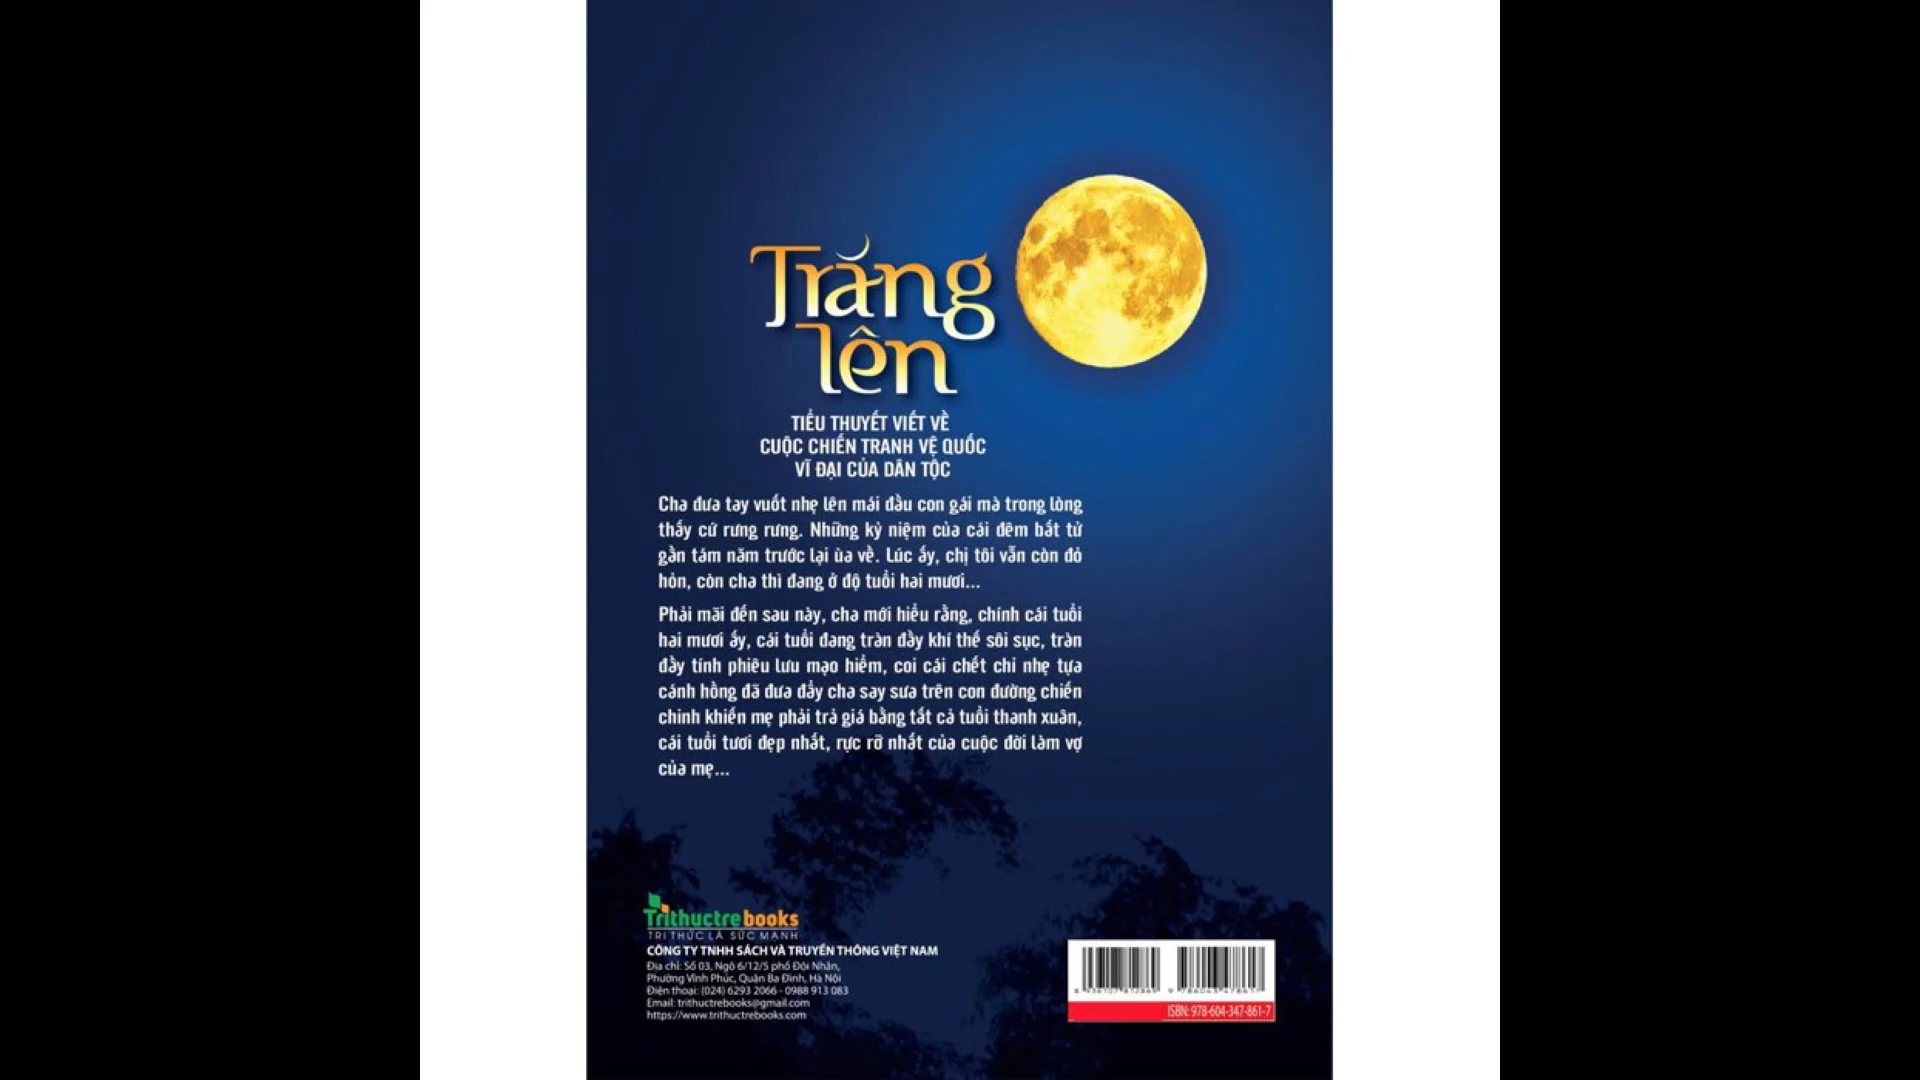 Trăng
lên
TIỂU THUYẾT VIẾT VỀ
CUỘC CHIẾN TRANH VỆ QUỐC
VĨ ĐẠI CỦA DÂN TỘC
Cha đưa tay vuốt nhẹ lên mái đầu con gái mà trong lòng
thấy cứ rưng rưng. Những kỷ niệm của cái đêm bất tử
gần tám năm trước lại ùa về. Lúc ấy, chị tôi vẫn còn đỏ
hỏn, còn cha thì đang ở độ tuổi hai mươi...
Phải mãi đến sau này, cha mới hiểu rằng, chính cái tuổi
hai mươi ấy, cái tuổi đang tràn đầy khí thế sôi sục, tràn
đầy tính phiêu lưu mạo hiểm, coi cái chết chỉ nhẹ tựa
cánh hồng đã đưa đẩy cha say sưa trên con đường chiến
chinh khiến mẹ phải trả giá bằng tất cả tuổi thanh xuân,
cái tuổi tươi đẹp nhất, rực rỡ nhất của cuộc đời làm vợ
của mẹ...
Trithuctrebooks
TRI THỨC LÀ SỨC MẠNH
CÔNG TY TNHH SÁCH VÀ TRUYỀN THÔNG VIỆT NAM
Địa chỉ: Số 03, Ngõ 6/12/5 phố Đội Nhân,
Phường Vĩnh Phúc, Quận Ba Đình, Hà Nội
Điện thoại: (024) 6293 2066 - 0988 913 083
Email: trithuctrebooks@gmail.com
https://www.trithuctrebooks.com
9 786043 478617
ISBN: 978-604-347-861-7